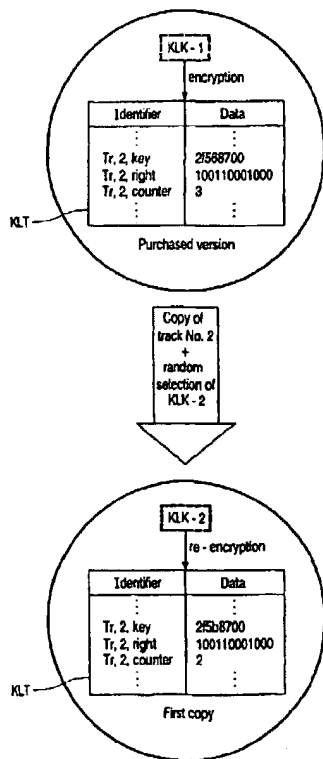 KLK - 1
encryption
Identifier Data
Tr, 2, key 2f568700
Tr, 2, right 100110001000
Tr, 2, counter 3
KLT
Purchased version
Copy of
track No. 2
+
random
selection of
KLK - 2
KLK - 2
re - encryption
Identifier Data
Tr, 2, key 2f5b8700
Tr, 2, right 100110001000
Tr, 2, counter 2
KLT
First copy